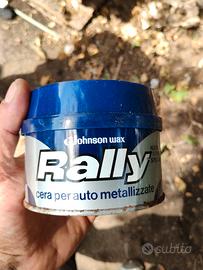 Johnson wax
Rally
cera per auto metallizzate
subito